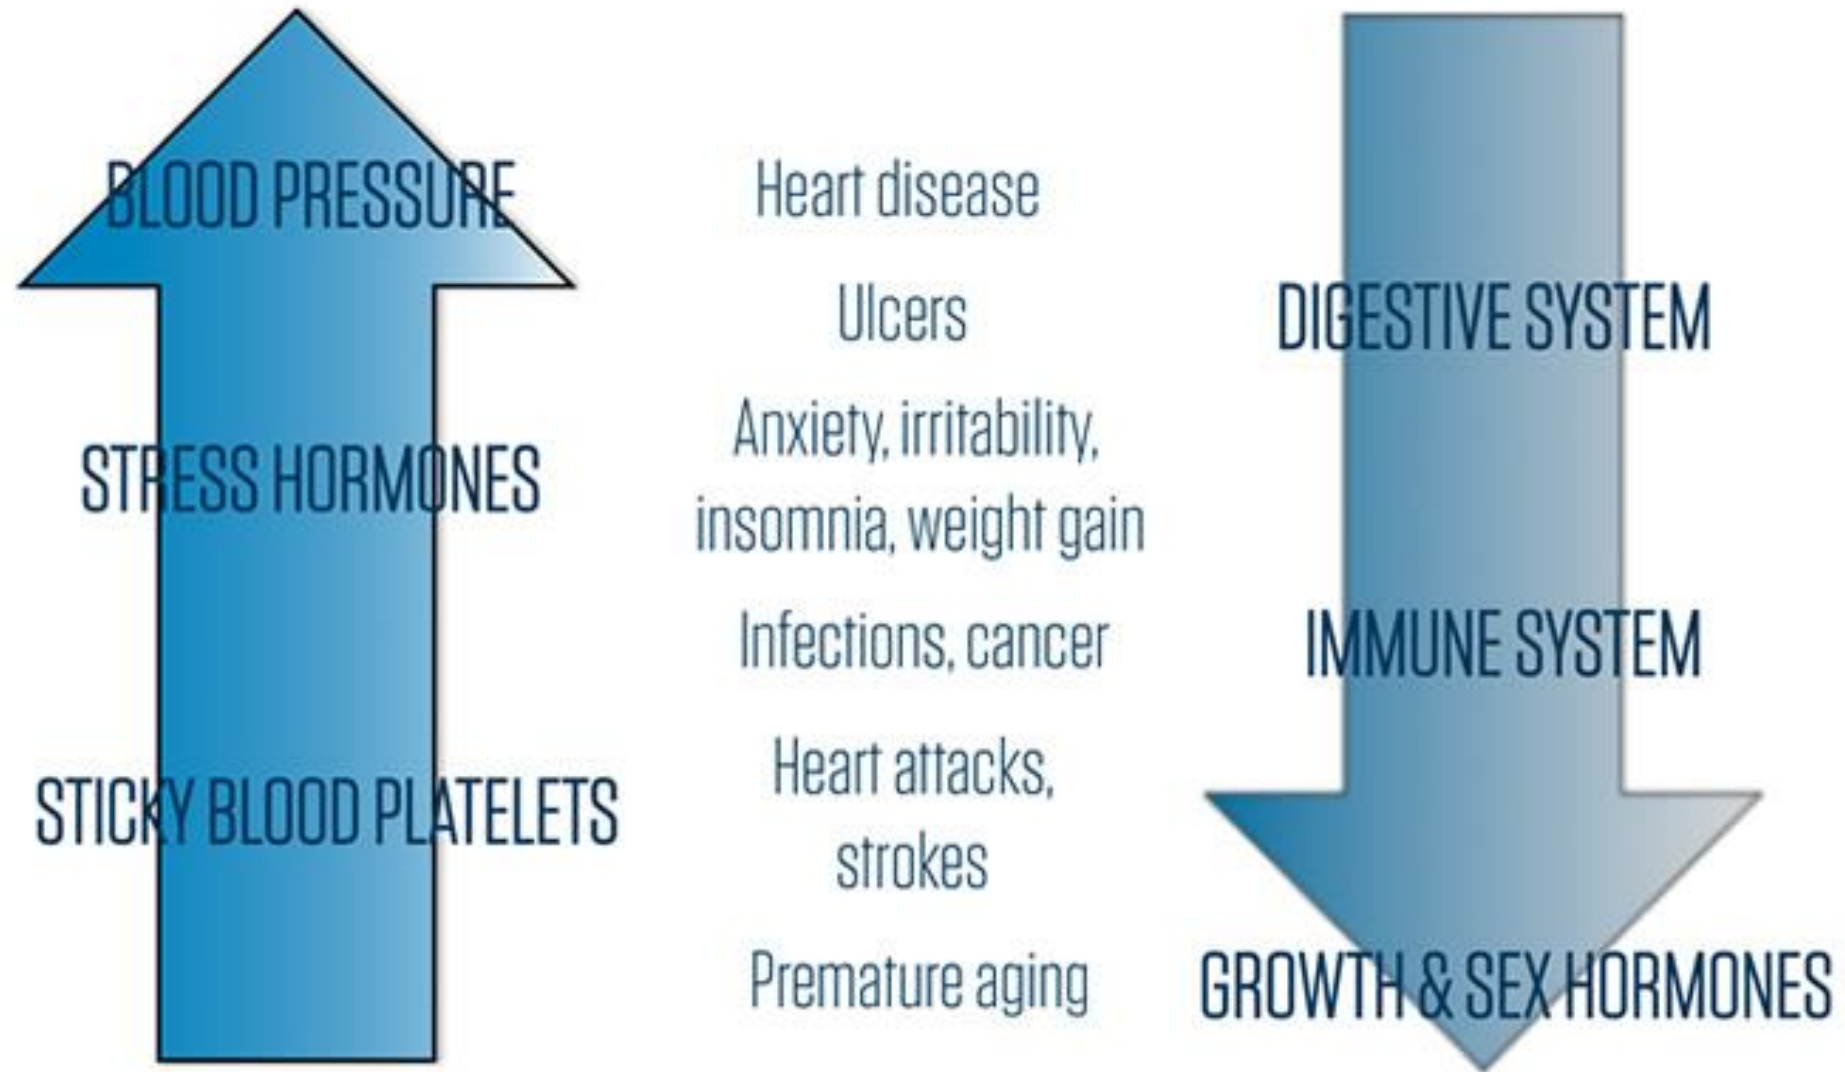 BLOOD PRESSURE
Heart disease
Ulcers
DIGESTIVE SYSTEM
Anxiety, irritability,
STRESS HORMONES
insomnia, weight gain
Infections, cancer
IMMUNE SYSTEM
Heart attacks,
STICKY BLOOD PLATELETS
strokes
Premature aging
GROWTH & SEX HORMONES